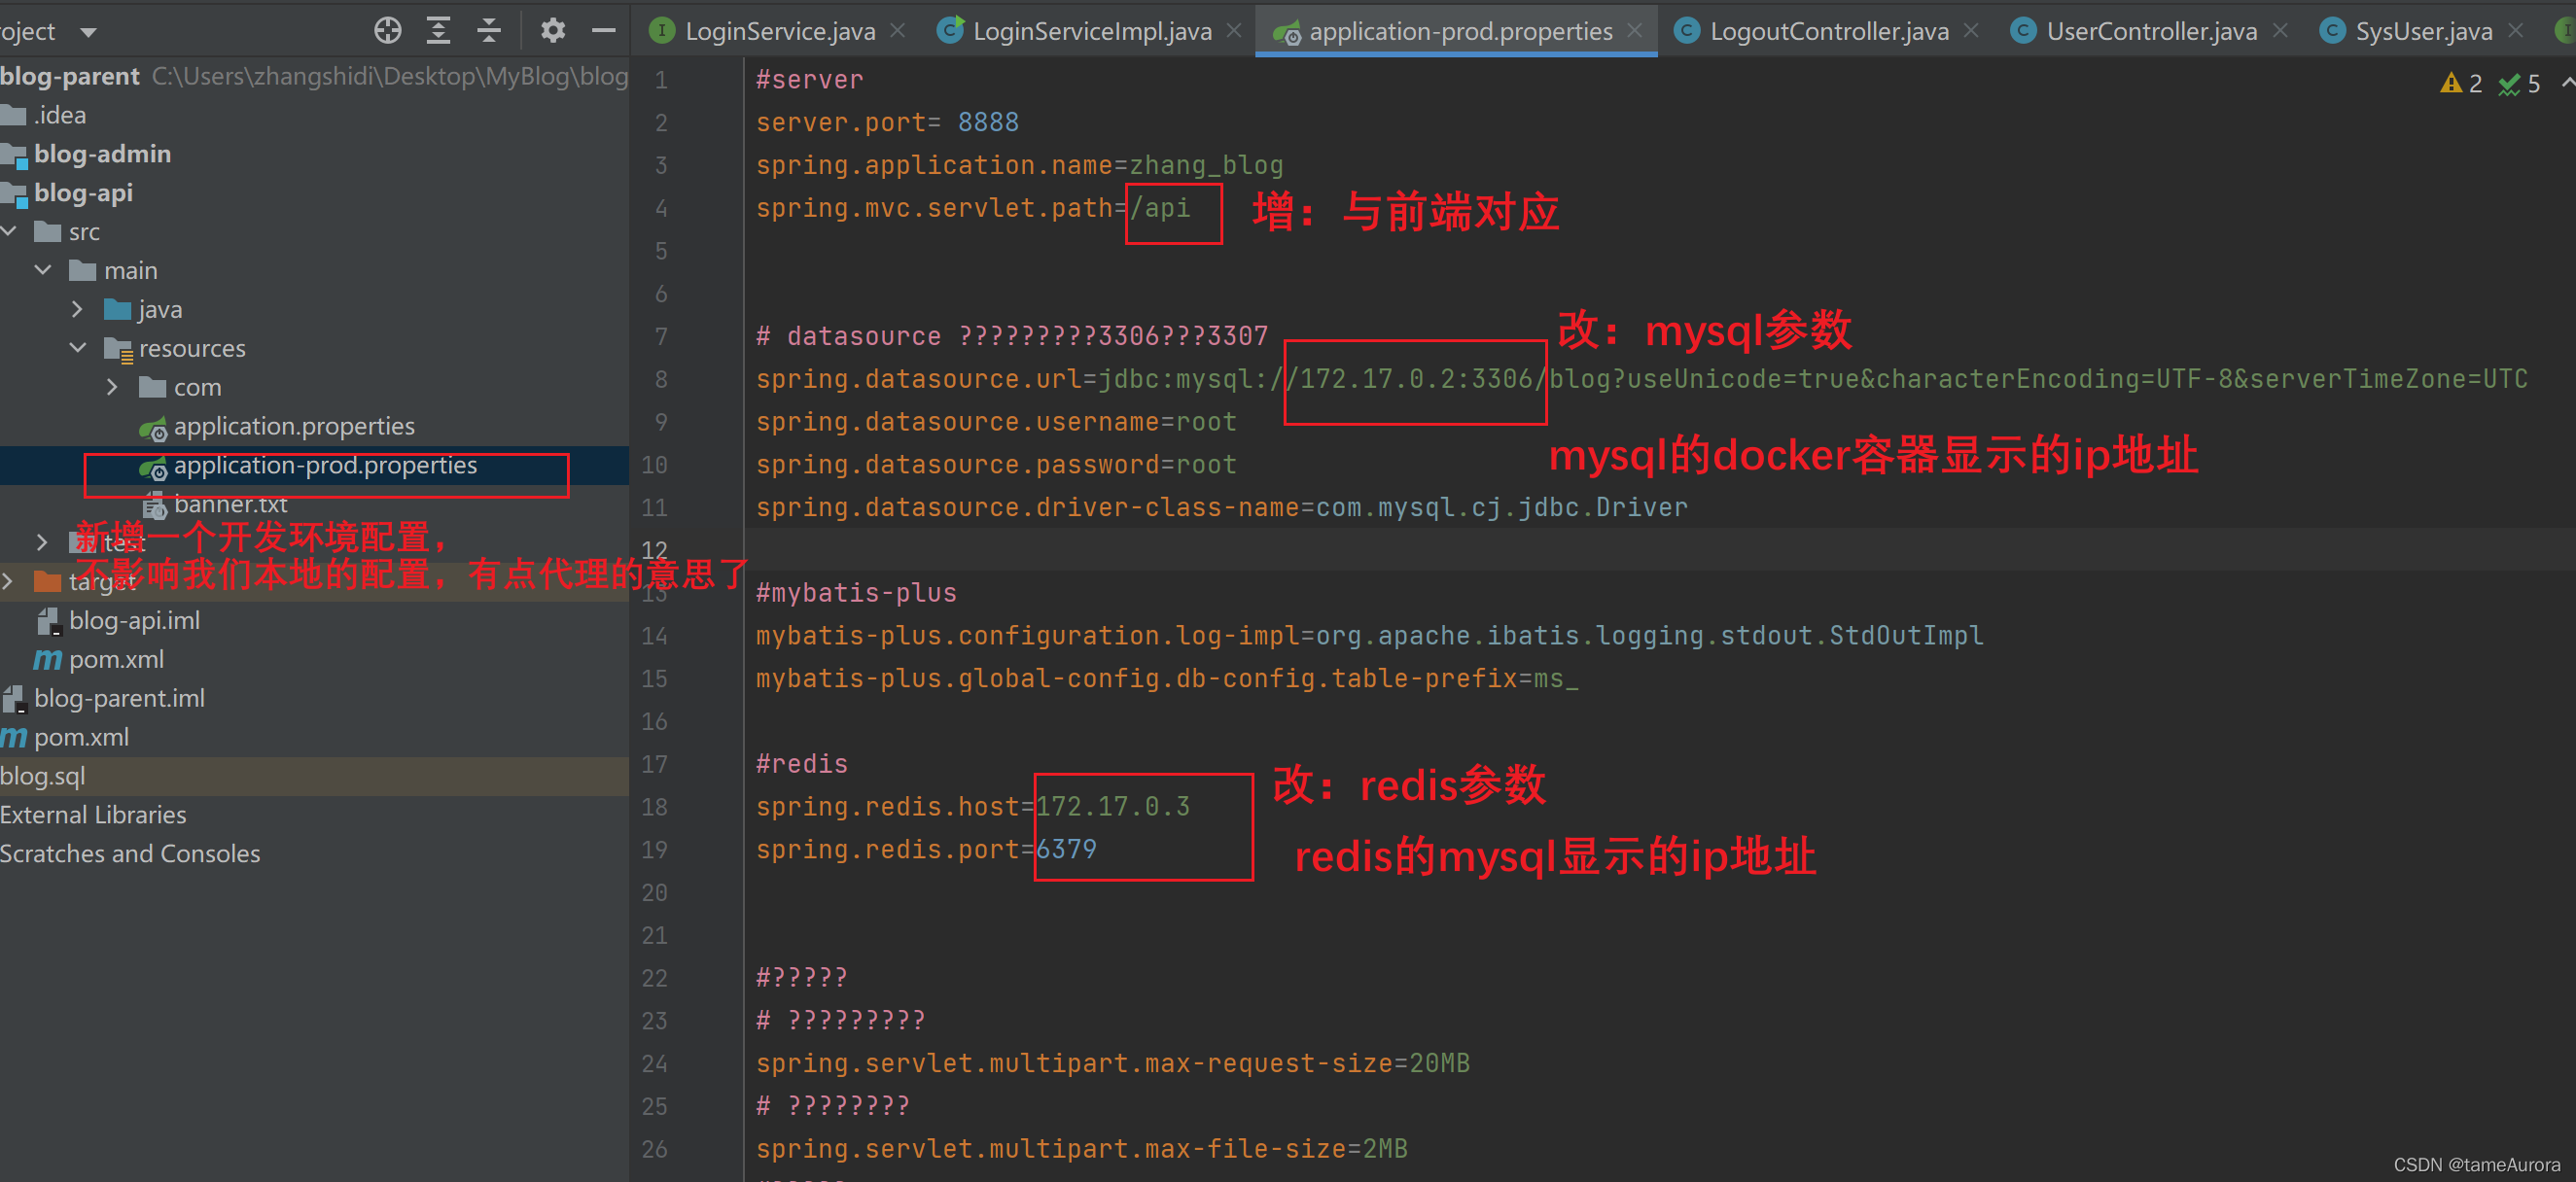 roject
LoginService.java
LoginServiceImpl.java
application-prod.properties
LogoutController.java
UserController.java
SysUser.java
blog-parent C:\Users\zhangshidi\Desktop\MyBlog\blog
.idea
blog-admin
blog-api
src
main
java
resources
com
application.properties
application-prod.properties
banner.txt
新增一个开发环境配置，
test
不影响我们本地的配置，有点代理的意思了
target
blog-api.iml
pom.xml
blog-parent.iml
pom.xml
blog.sql
External Libraries
Scratches and Consoles
2 5
1 #server
2 server.port= 8888
3 spring.application.name=zhang_blog
4 spring.mvc.servlet.path=/api
增：与前端对应
5
6
7 # datasource ?????????3306???3307
改：mysql参数
8 spring.datasource.url=jdbc:mysql://172.17.0.2:3306/blog?useUnicode=true&characterEncoding=UTF-8&serverTimeZone=UTC
9 spring.datasource.username=root
10 spring.datasource.password=root
mysql的docker容器显示的ip地址
11 spring.datasource.driver-class-name=com.mysql.cj.jdbc.Driver
12
13 #mybatis-plus
14 mybatis-plus.configuration.log-impl=org.apache.ibatis.logging.stdout.StdOutImpl
15 mybatis-plus.global-config.db-config.table-prefix=ms_
16
17 #redis
改：redis参数
18 spring.redis.host=172.17.0.3
19 spring.redis.port=6379
redis的mysql显示的ip地址
20
21
22 #?????
23 # ?????????
24 spring.servlet.multipart.max-request-size=20MB
25 # ????????
26 spring.servlet.multipart.max-file-size=2MB
CSDN @tameAurora